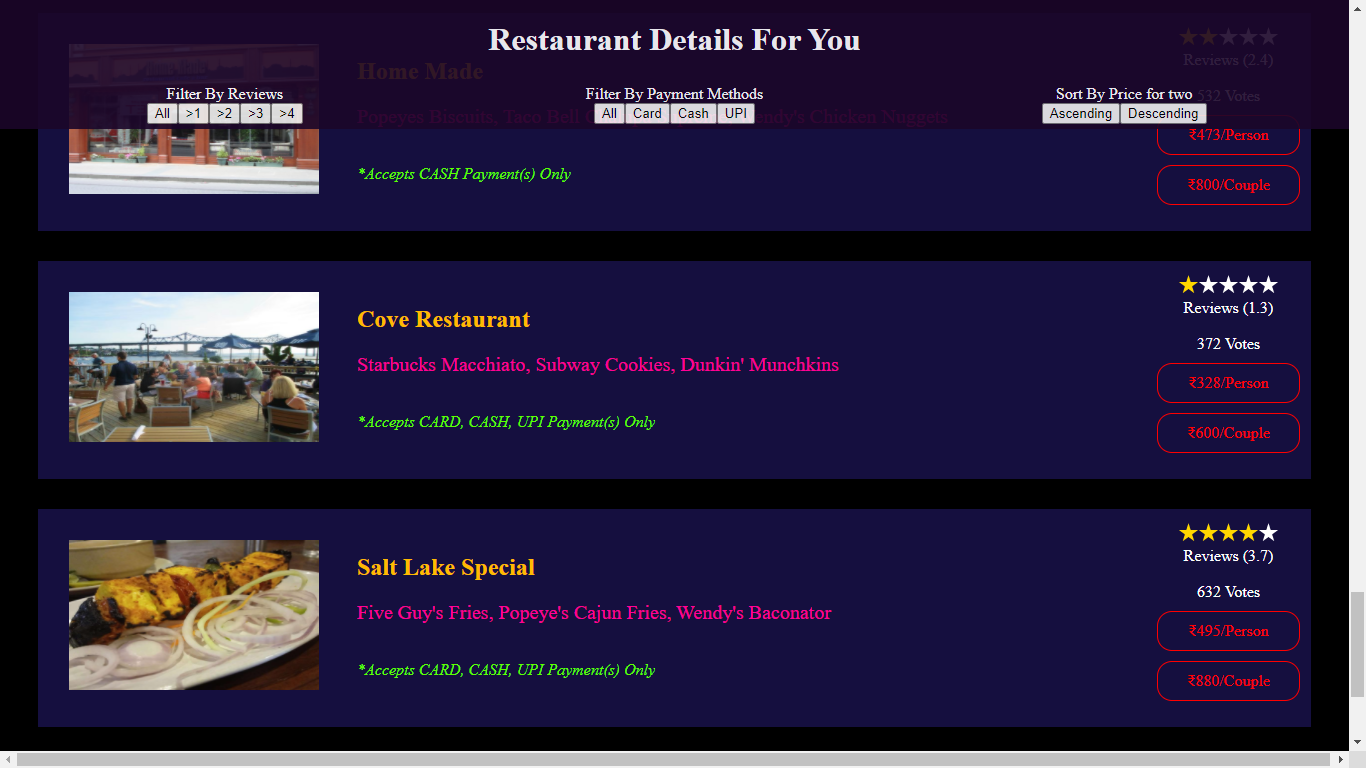 Restaurant Details For You
Home Made
Reviews (2.4)
Filter By Reviews
Filter By Payment Methods
Sort By Price for two
532 Votes
All >1 >2 >3 >4
All Card Cash UPI
Ascending Descending
Popeyes Biscuits, Taco Bell Wendy's Chicken Nuggets
₹473/Person
*Accepts CASH Payment(s) Only
₹800/Couple
Cove Restaurant
Reviews (1.3)
Starbucks Macchiato, Subway Cookies, Dunkin' Munchkins
372 Votes
₹328/Person
*Accepts CARD, CASH, UPI Payment(s) Only
₹600/Couple
Salt Lake Special
Reviews (3.7)
Five Guy's Fries, Popeye's Cajun Fries, Wendy's Baconator
632 Votes
₹495/Person
*Accepts CARD, CASH, UPI Payment(s) Only
₹880/Couple